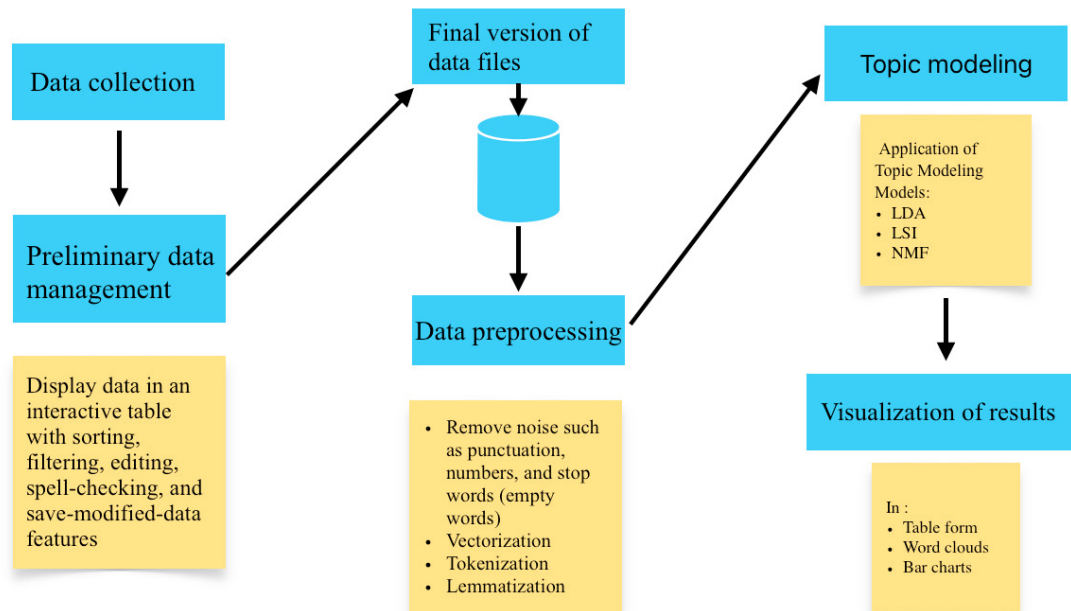 Data collection
Preliminary data
management
Display data in an
interactive table
with sorting,
filtering, editing,
spell-checking, and
save-modified-data
features
Final version of
data files
Data preprocessing
• Remove noise such
as punctuation,
numbers, and stop
words (empty
words)
• Vectorization
• Tokenization
• Lemmatization
Topic modeling
Application of
Topic Modeling
Models:
• LDA
• LSI
• NMF
Visualization of results
In :
• Table form
• Word clouds
• Bar charts